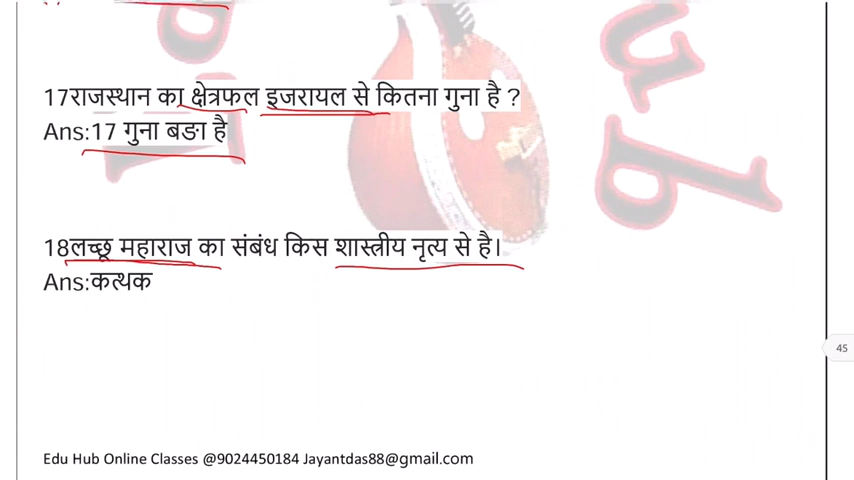 17राजस्थान का क्षेत्रफल इजरायल से कितना गुना है ?
Ans:17 गुना बङा है
18लच्छू महाराज का संबंध किस शास्त्रीय नृत्य से है।
Ans:कत्थक
45
Edu Hub Online Classes @9024450184 Jayantdas88@gmail.com